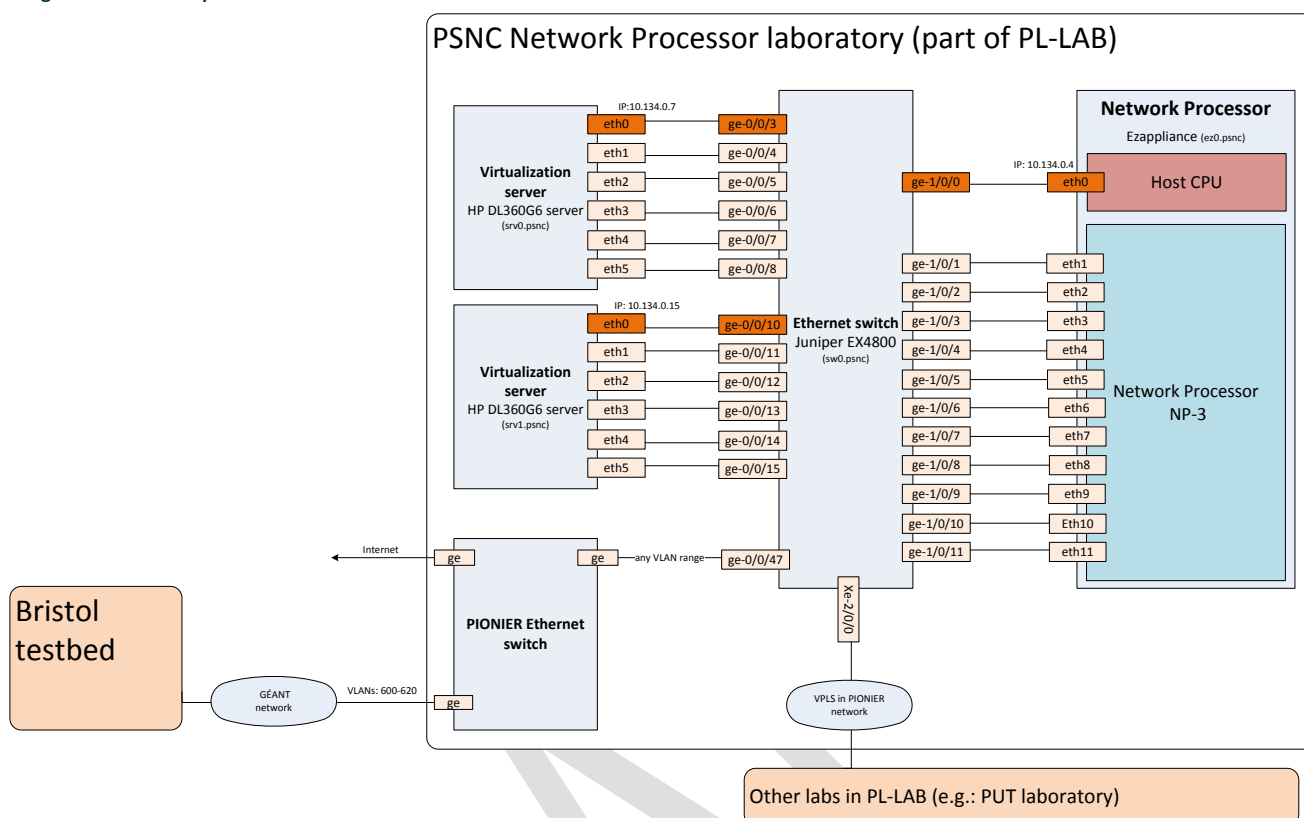 PSNC Network Processor laboratory (part of PL-LAB)
IP:10.134.0.7
Virtualization
server
HP DL360G6 server
(srv0.psnc)
eth0
eth1
eth2
eth3
eth4
eth5
ge-0/0/3
ge-0/0/4
ge-0/0/5
ge-0/0/6
ge-0/0/7
ge-0/0/8
IP: 10.134.0.15
Virtualization
server
HP DL360G6 server
(srv1.psnc)
eth0
eth1
eth2
eth3
eth4
eth5
ge-0/0/10
ge-0/0/11
ge-0/0/12
ge-0/0/13
ge-0/0/14
ge-0/0/15
Ethernet switch
Juniper EX4800
(sw0.psnc)
ge-1/0/0
ge-1/0/1
ge-1/0/2
ge-1/0/3
ge-1/0/4
ge-1/0/5
ge-1/0/6
ge-1/0/7
ge-1/0/8
ge-1/0/9
ge-1/0/10
ge-1/0/11
Network Processor
Ezappliance (ez0.psnc)
IP: 10.134.0.4
eth0
Host CPU
eth1
eth2
eth3
eth4
eth5
eth6
eth7
eth8
eth9
Eth10
eth11
Network Processor
NP-3
Internet
ge
ge
any VLAN range
ge-0/0/47
PIONIER Ethernet
switch
ge
Xe-2/0/0
Bristol
testbed
GÉANT
network
VLANs: 600-620
VPLS in PIONIER
network
Other labs in PL-LAB (e.g.: PUT laboratory)